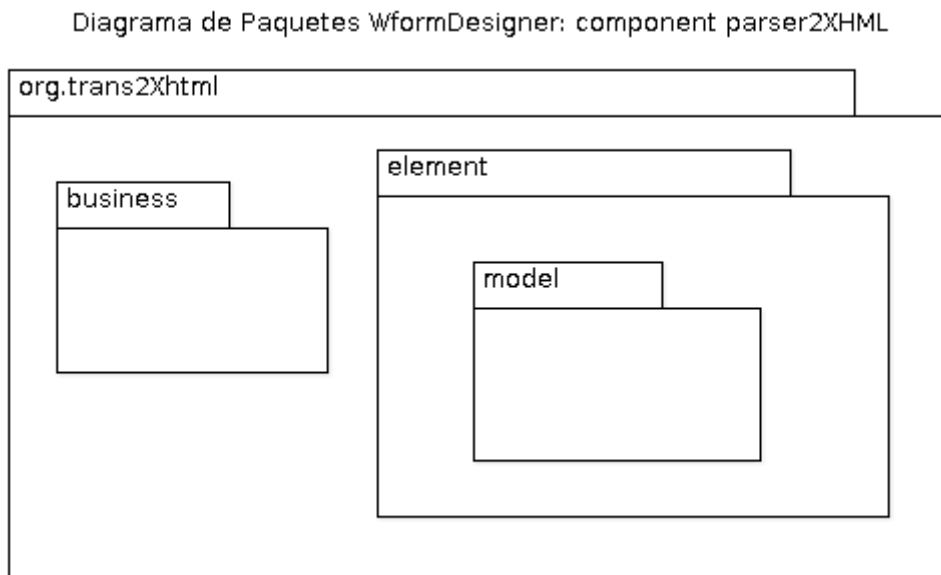 Diagrama de Paquetes WformDesigner: component parser2XHML
org.trans2Xhtml
element
business
model